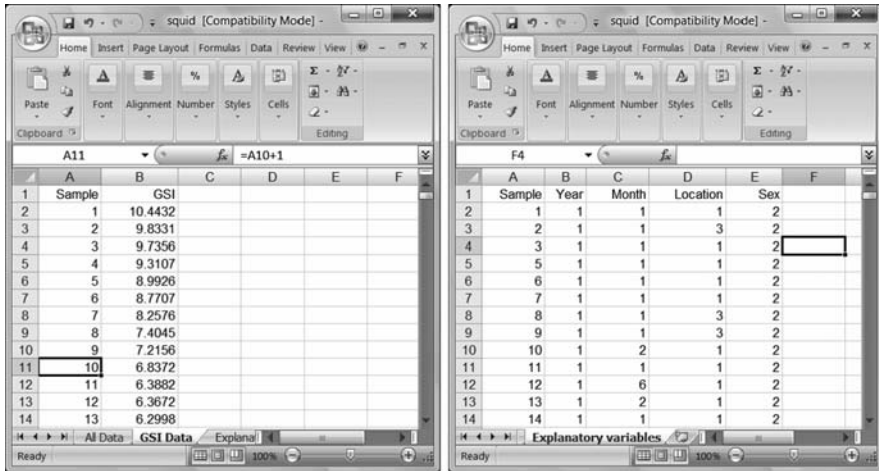 squid [Compatibility Mode] -
Home Insert Page Layout Formulas Data Review View
Paste Font Alignment Number Styles Cells
Clipboard Editing
A11 fx =A10+1
A B C D E F
1 Sample GSI
2 1 10.4432
3 2 9.8331
4 3 9.7356
5 4 9.3107
6 5 8.9926
7 6 8.7707
8 7 8.2576
9 8 7.4045
10 9 7.2156
11 10 6.8372
12 11 6.3882
13 12 6.3672
14 13 6.2998
All Data GSI Data Explana
Ready 100%
squid [Compatibility Mode] -
Home Insert Page Layout Formulas Data Review View
Paste Font Alignment Number Styles Cells
Clipboard Editing
F4 fx
A B C D E F
1 Sample Year Month Location Sex
2 1 1 1 1 2
3 2 1 1 3 2
4 3 1 1 1 2
5 5 1 1 1 2
6 6 1 1 1 2
7 7 1 1 1 2
8 8 1 1 3 2
9 9 1 1 3 2
10 10 1 2 1 2
11 11 1 1 1 2
12 12 1 6 1 2
13 13 1 2 1 2
14 14 1 1 1 2
Explanatory variables
Ready 100%